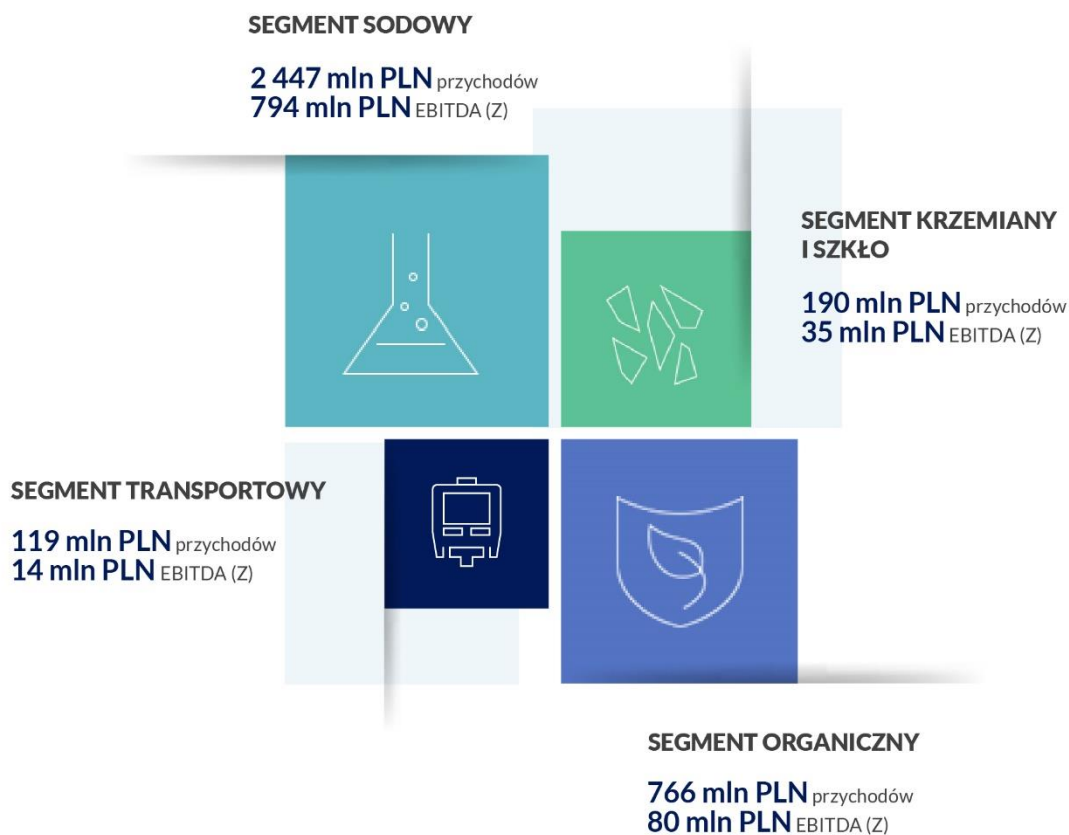 SEGMENT SODOWY
2 447 mln PLN przychodów
794 mln PLN EBITDA (Z)
SEGMENT KRZEMIANY
I SZKŁO
190 mln PLN przychodów
35 mln PLN EBITDA (Z)
SEGMENT TRANSPORTOWY
119 mln PLN przychodów
14 mln PLN EBITDA (Z)
SEGMENT ORGANICZNY
766 mln PLN przychodów
80 mln PLN EBITDA (Z)